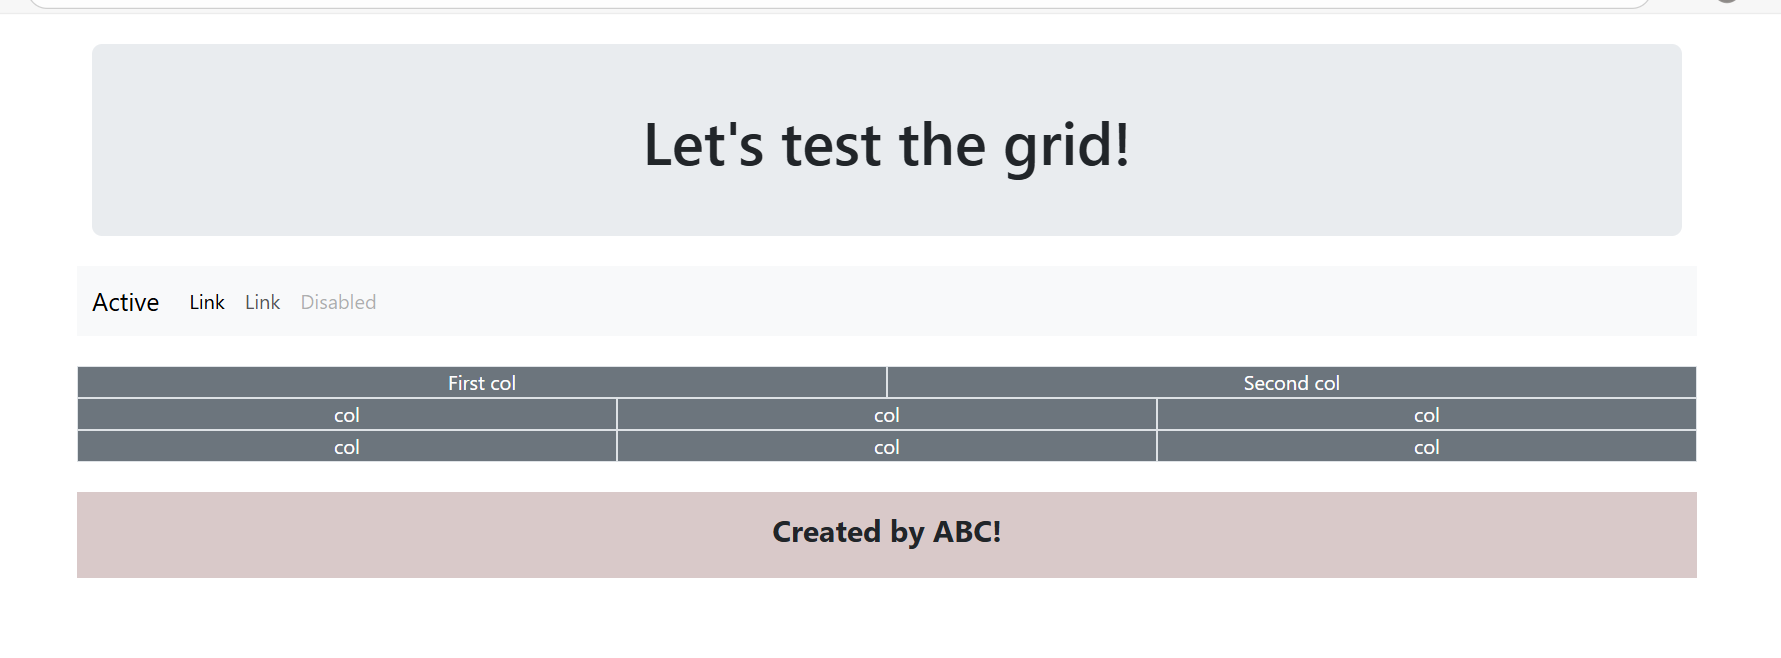 Let's test the grid!
Active Link Link Disabled
First col Second col
col col col
col col col
Created by ABC!